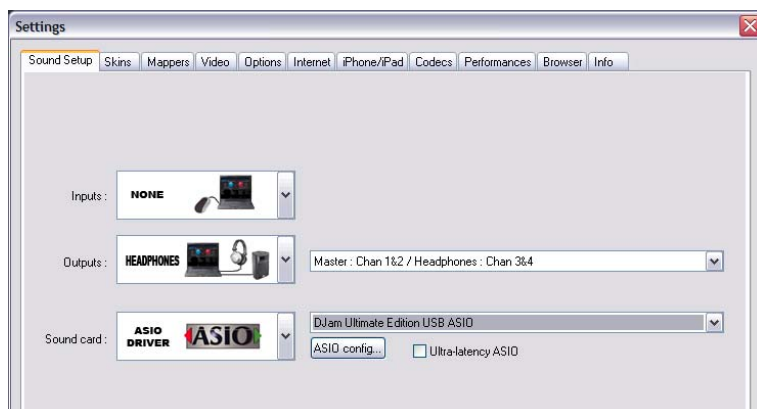 Settings
Sound Setup Skins Mappers Video Options Internet iPhone/iPad Codecs Performances Browser Info
Inputs : NONE
Outputs : HEADPHONES Master : Chan 1&2 / Headphones : Chan 3&4
Sound card : ASIO DRIVER ASIO DJam Ultimate Edition USB ASIO
ASIO config... Ultra-latency ASIO